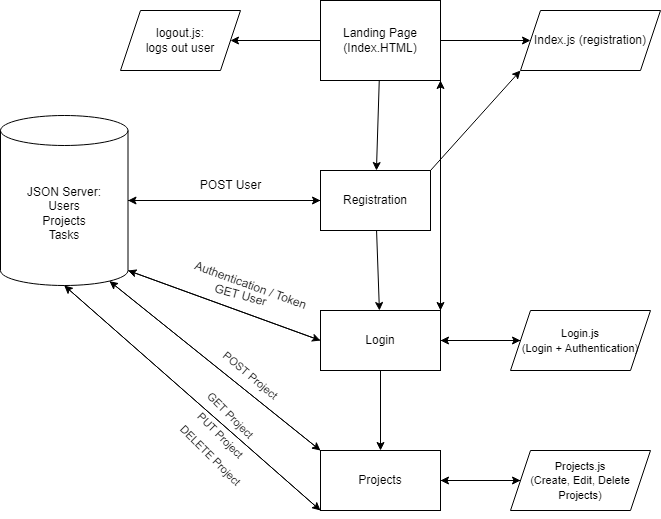 logout.js:
logs out user
Landing Page
(Index.HTML)
Index.js (registration)
JSON Server:
Users
Projects
Tasks
POST User
Registration
Authentication / Token
GET User
Login
Login.js
(Login + Authentication)
POST Project
GET Project
PUT Project
DELETE Project
Projects
Projects.js
(Create, Edit, Delete
Projects)